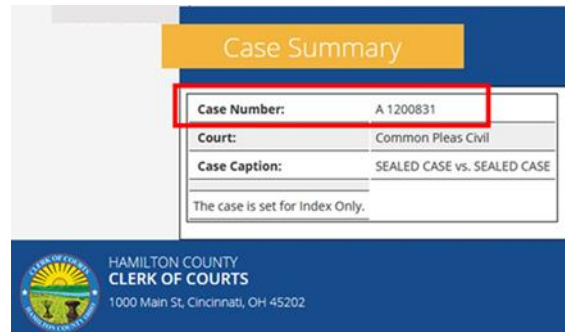 Case Summary
Case Number: A 1200831
Court: Common Pleas Civil
Case Caption: SEALED CASE vs. SEALED CASE
The case is set for Index Only.
HAMILTON COUNTY
CLERK OF COURTS
1000 Main St, Cincinnati, OH 45202